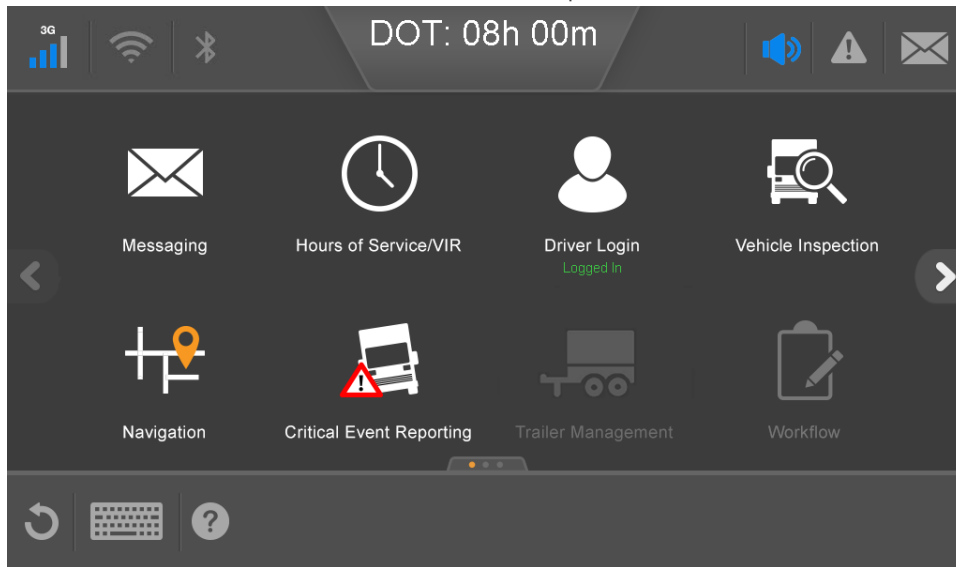 3G
DOT: 08h 00m
Messaging
Hours of Service/VIR
Driver Login
Logged In
Vehicle Inspection
Navigation
Critical Event Reporting
Trailer Management
Workflow
?